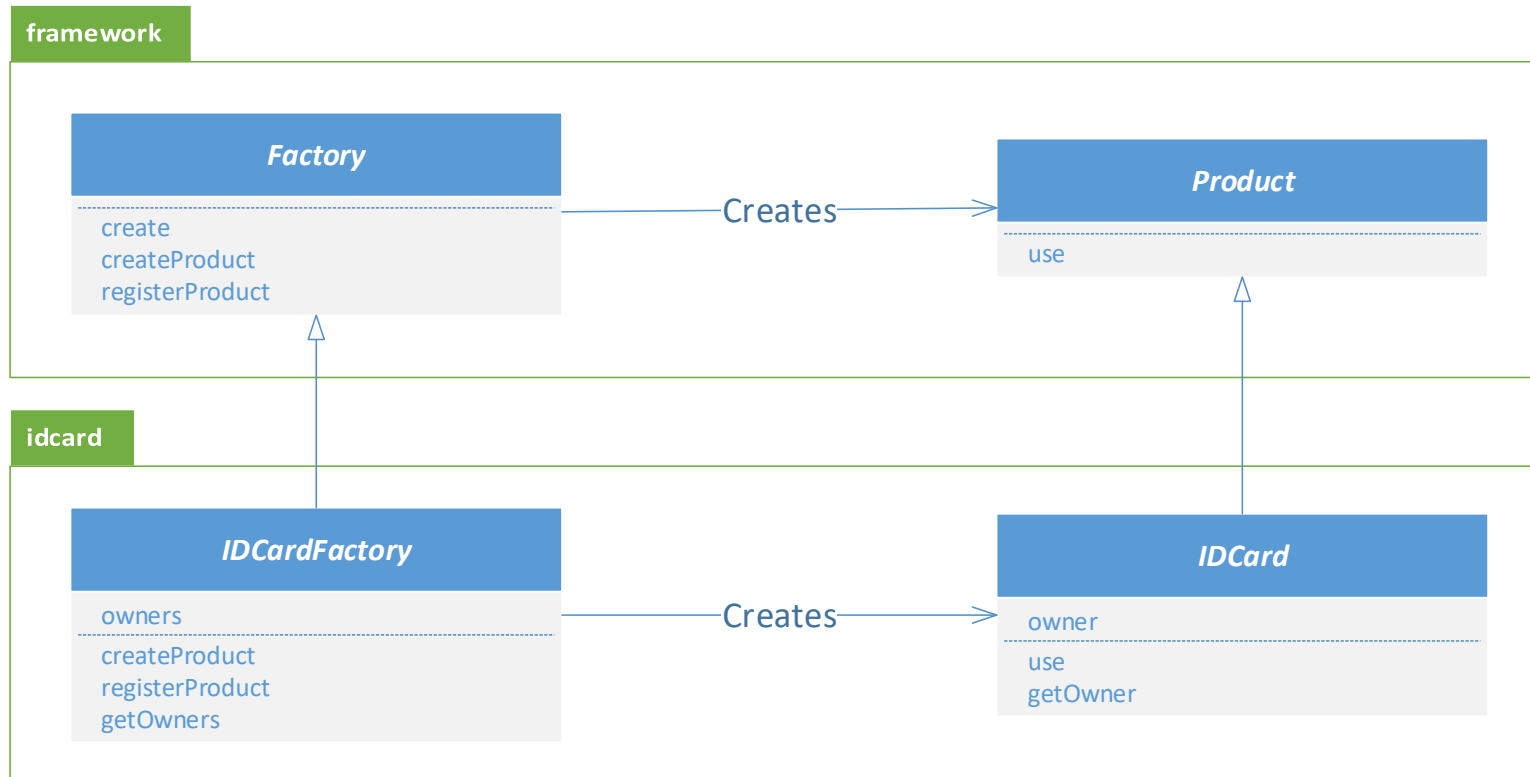 framework
Factory
create
createProduct
registerProduct
Creates
Product
use
idcard
IDCardFactory
owners
createProduct
registerProduct
getOwners
Creates
IDCard
owner
use
getOwner